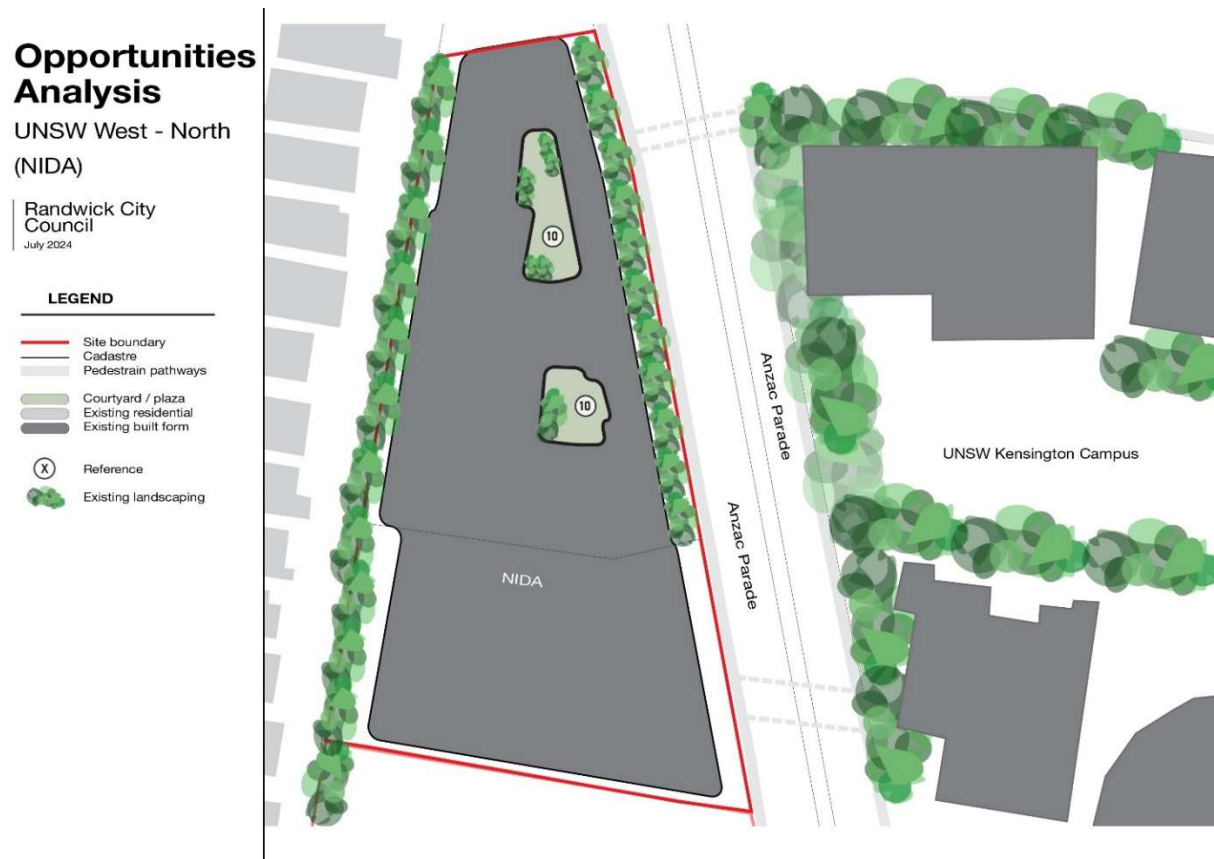 Opportunities
Analysis
UNSW West - North
(NIDA)
Randwick City
Council
July 2024
LEGEND
Site boundary
Cadastre
Pedestrain pathways
Courtyard / plaza
Existing residential
Existing built form
X
Reference
Existing landscaping
10
10
Anzac Parade
Anzac Parade
UNSW Kensington Campus
NIDA